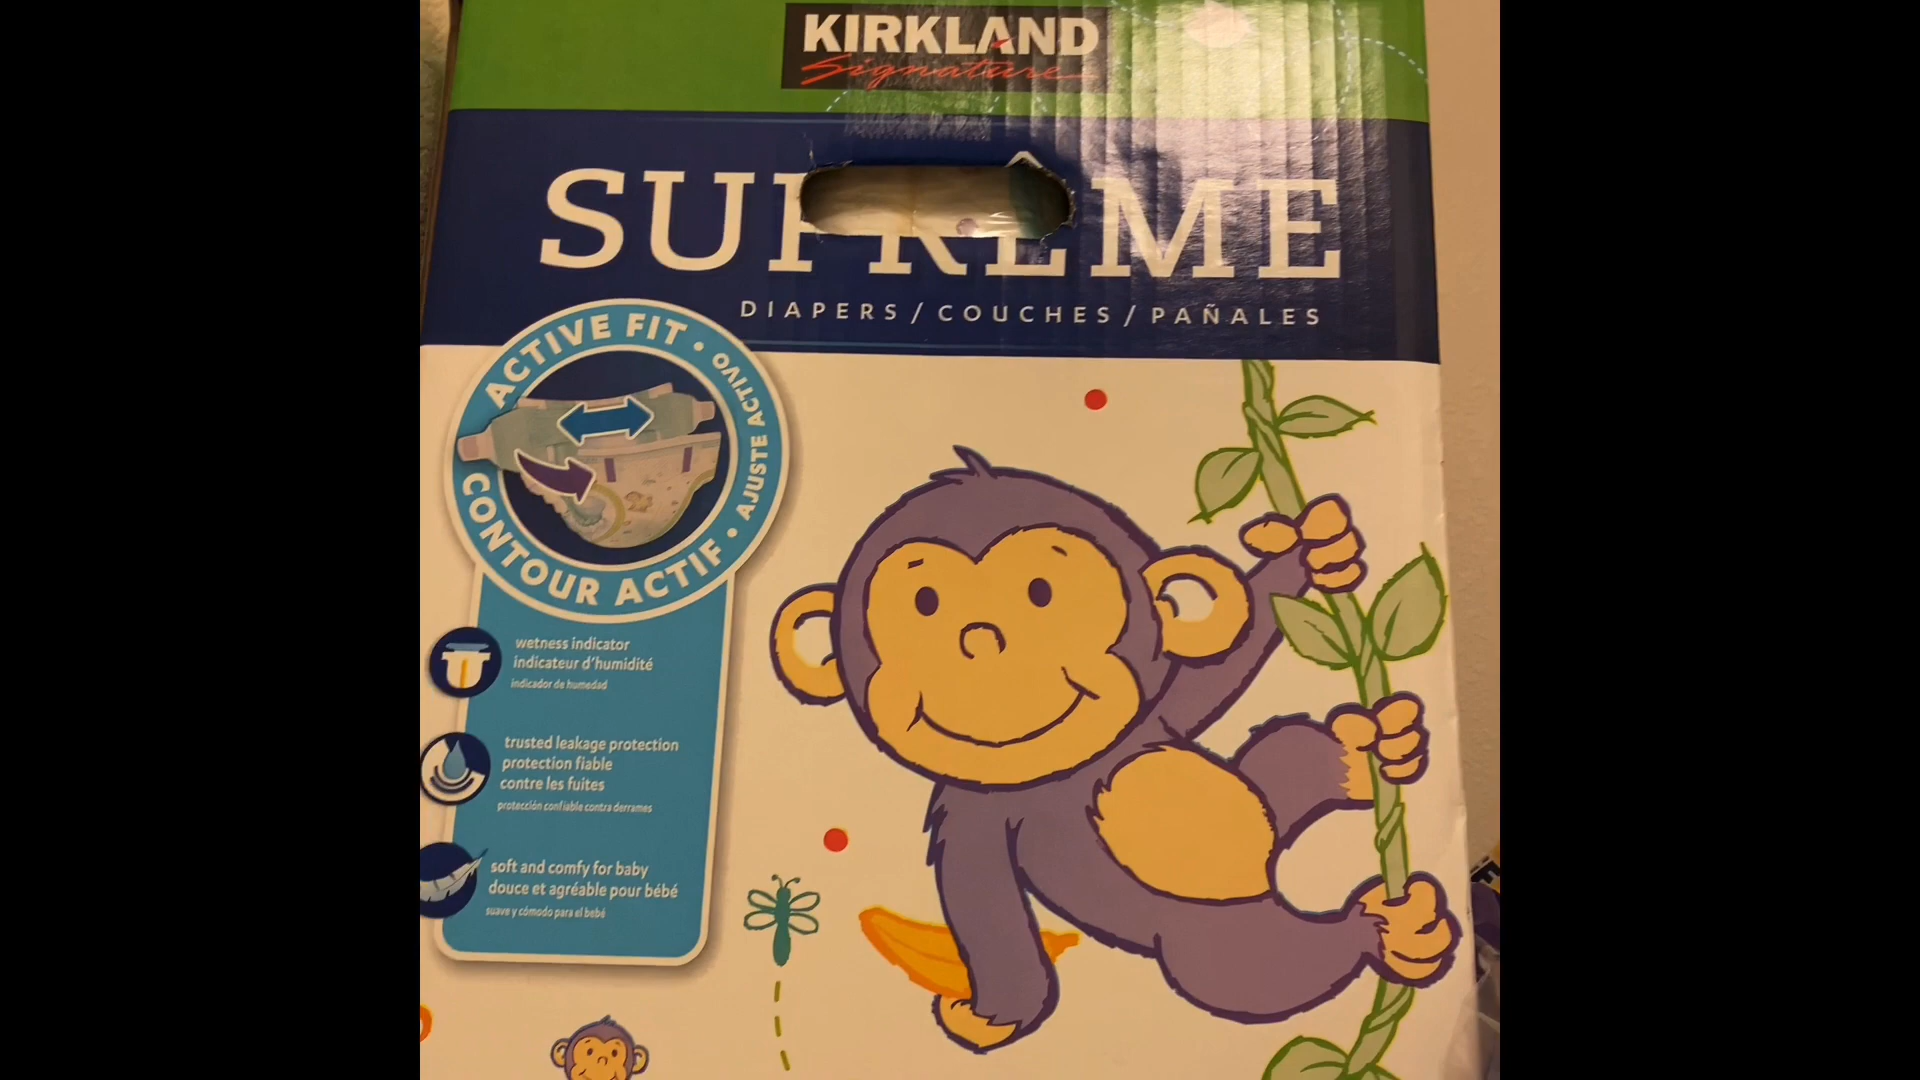 KIRKLAND
Signature
SUPRÊME
DIAPERS / COUCHES / PAÑALES
ACTIVE FIT • AJUSTE ACTIVO • CONTOUR ACTIF
wetness indicator
indicateur d'humidité
indicador de humedad
trusted leakage protection
protection fiable
contre les fuites
protección confiable contra derrames
soft and comfy for baby
douce et agréable pour bébé
suave y cómodo para el bebé